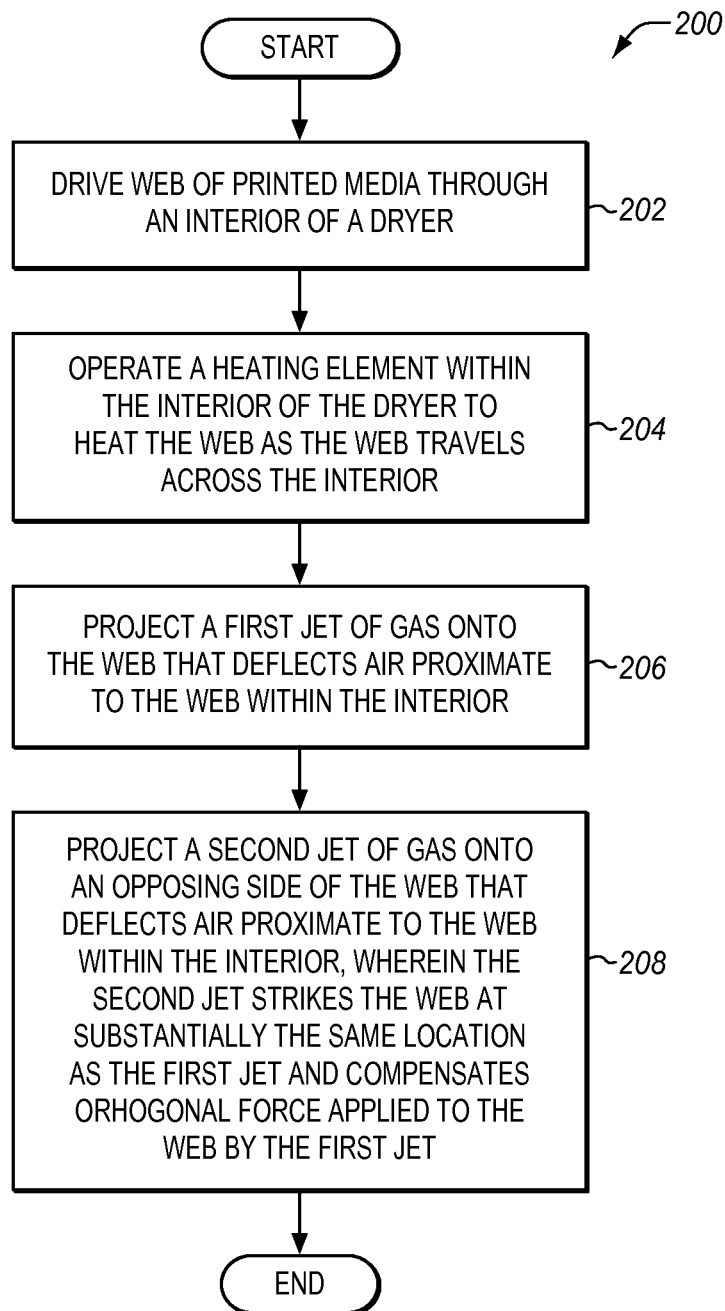 START
200
DRIVE WEB OF PRINTED MEDIA THROUGH
AN INTERIOR OF A DRYER
202
OPERATE A HEATING ELEMENT WITHIN
THE INTERIOR OF THE DRYER TO
HEAT THE WEB AS THE WEB TRAVELS
ACROSS THE INTERIOR
204
PROJECT A FIRST JET OF GAS ONTO
THE WEB THAT DEFLECTS AIR PROXIMATE
TO THE WEB WITHIN THE INTERIOR
206
PROJECT A SECOND JET OF GAS ONTO
AN OPPOSING SIDE OF THE WEB THAT
DEFLECTS AIR PROXIMATE TO THE WEB
WITHIN THE INTERIOR, WHEREIN THE
SECOND JET STRIKES THE WEB AT
SUBSTANTIALLY THE SAME LOCATION
AS THE FIRST JET AND COMPENSATES
ORHOGONAL FORCE APPLIED TO THE
WEB BY THE FIRST JET
208
END